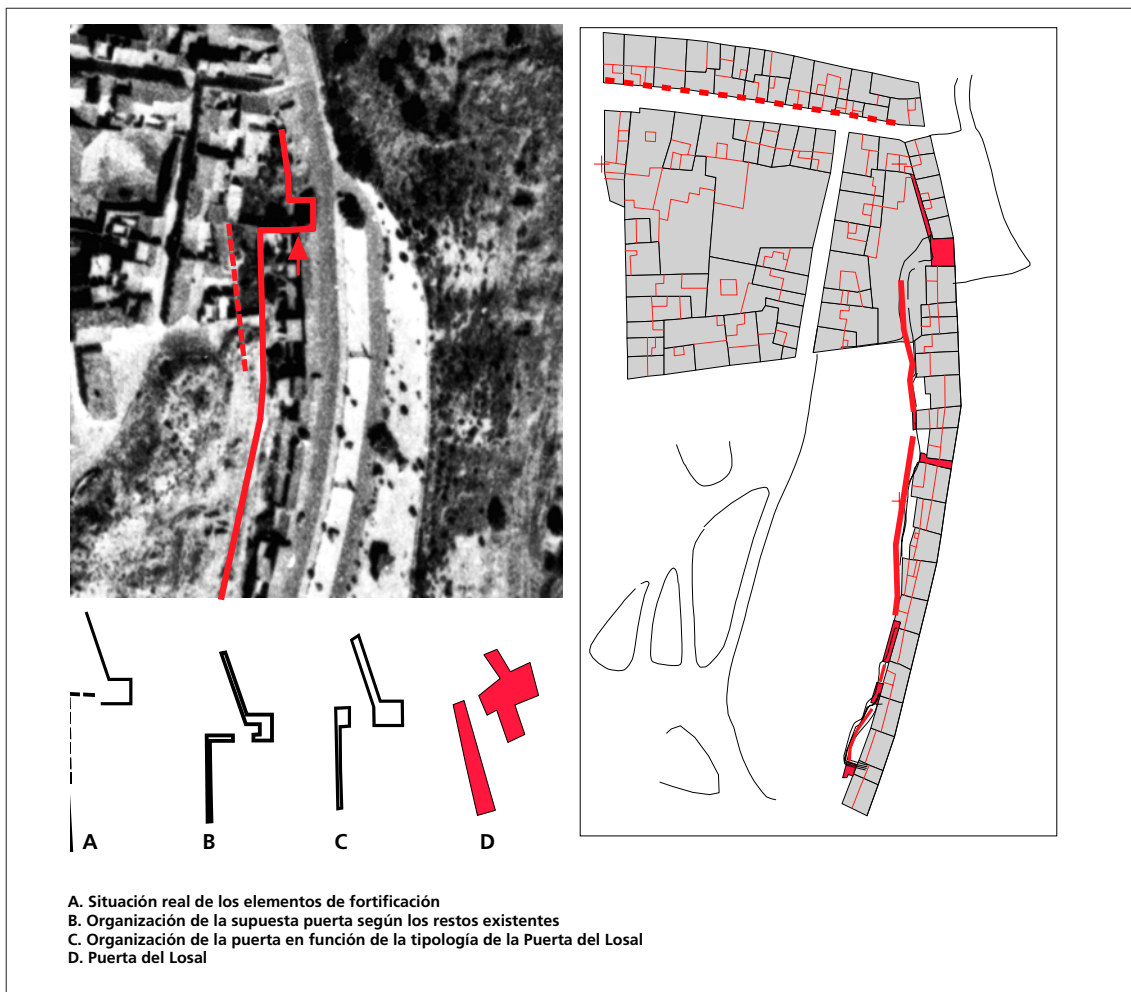 A
B
C
D
A. Situación real de los elementos de fortificación
B. Organización de la supuesta puerta según los restos existentes
C. Organización de la puerta en función de la tipología de la Puerta del Losal
D. Puerta del Losal